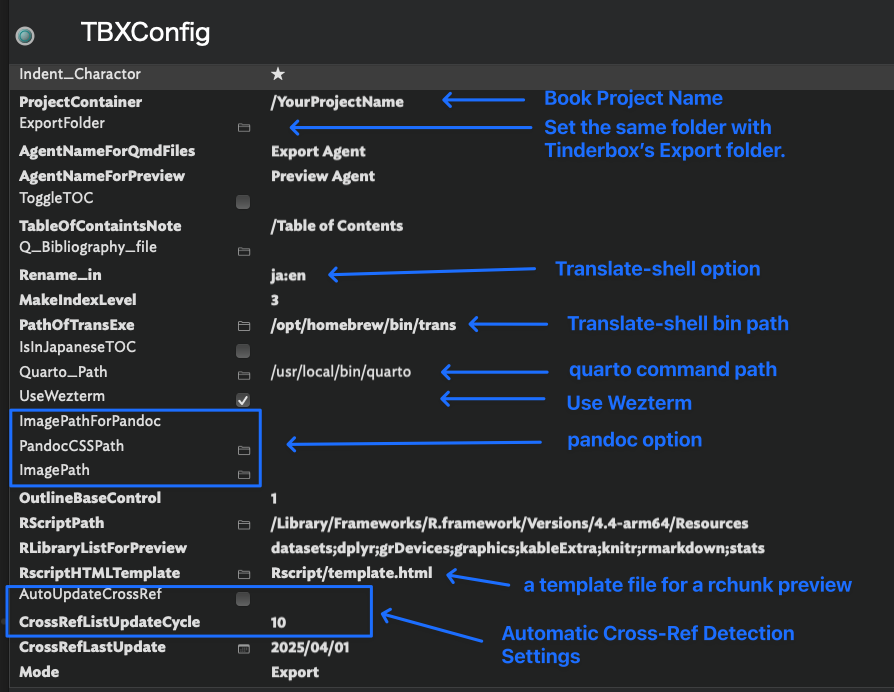 TBXConfig
Indent_Charactor ★
ProjectContainer /YourProjectName Book Project Name
ExportFolder Set the same folder with
Tinderbox’s Export folder.
AgentNameForQmdFiles Export Agent
AgentNameForPreview Preview Agent
ToggleTOC
TableOfContaintsNote /Table of Contents
Q_Bibliography_file
Rename_in ja:en Translate-shell option
MakeIndexLevel 3
PathOfTransExe /opt/homebrew/bin/trans Translate-shell bin path
IsInJapaneseTOC
Quarto_Path /usr/local/bin/quarto quarto command path
UseWezterm Use Wezterm
ImagePathForPandoc
PandocCSSPath pandoc option
ImagePath
OutlineBaseControl 1
RScriptPath /Library/Frameworks/R.framework/Versions/4.4-arm64/Resources
RLibraryListForPreview datasets;dplyr;grDevices;graphics;kableExtra;knitr;rmarkdown;stats
RscriptHTMLTemplate Rscript/template.html a template file for a rchunk preview
AutoUpdateCrossRef
CrossRefListUpdateCycle 10 Automatic Cross-Ref Detection
Settings
CrossRefLastUpdate 2025/04/01
Mode Export